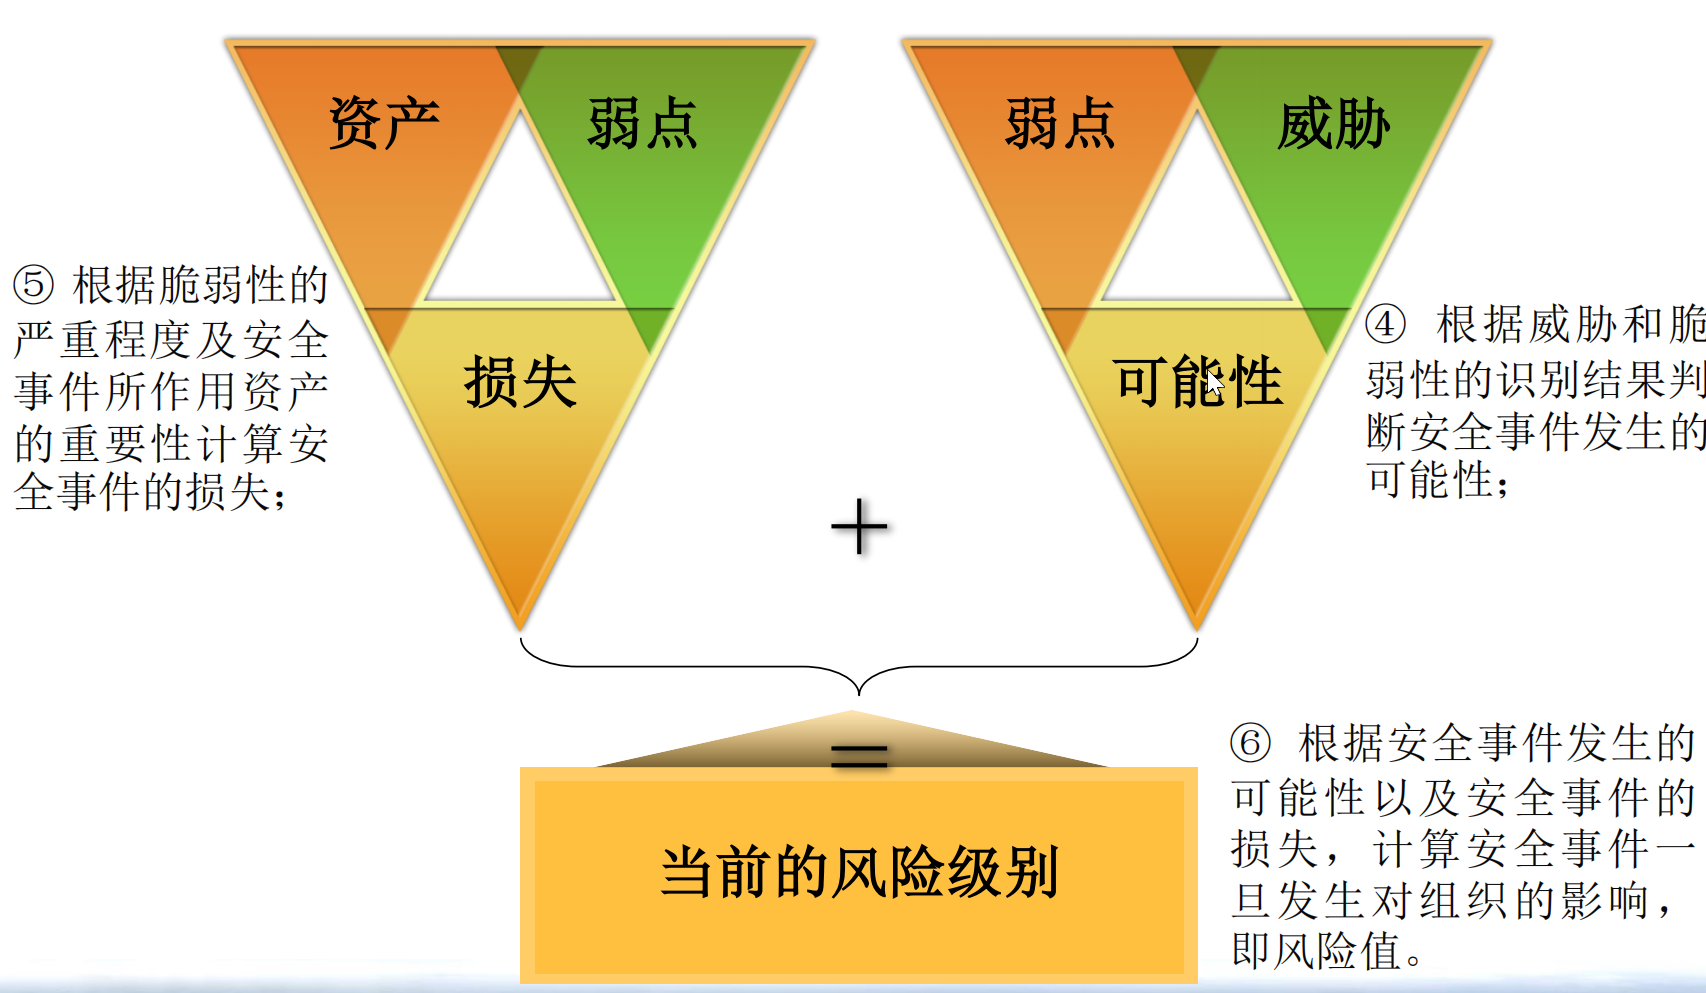 资产
弱点
弱点
威胁
⑤ 根据脆弱性的
严重程度及安全
事件所作用资产
的重要性计算安
全事件的损失；
损失
可能性
④ 根据威胁和脆
弱性的识别结果判
断安全事件发生的
可能性；
+
=
当前的风险级别
⑥ 根据安全事件发生的
可能性以及安全事件的
损失，计算安全事件一
旦发生对组织的影响，
即风险值。